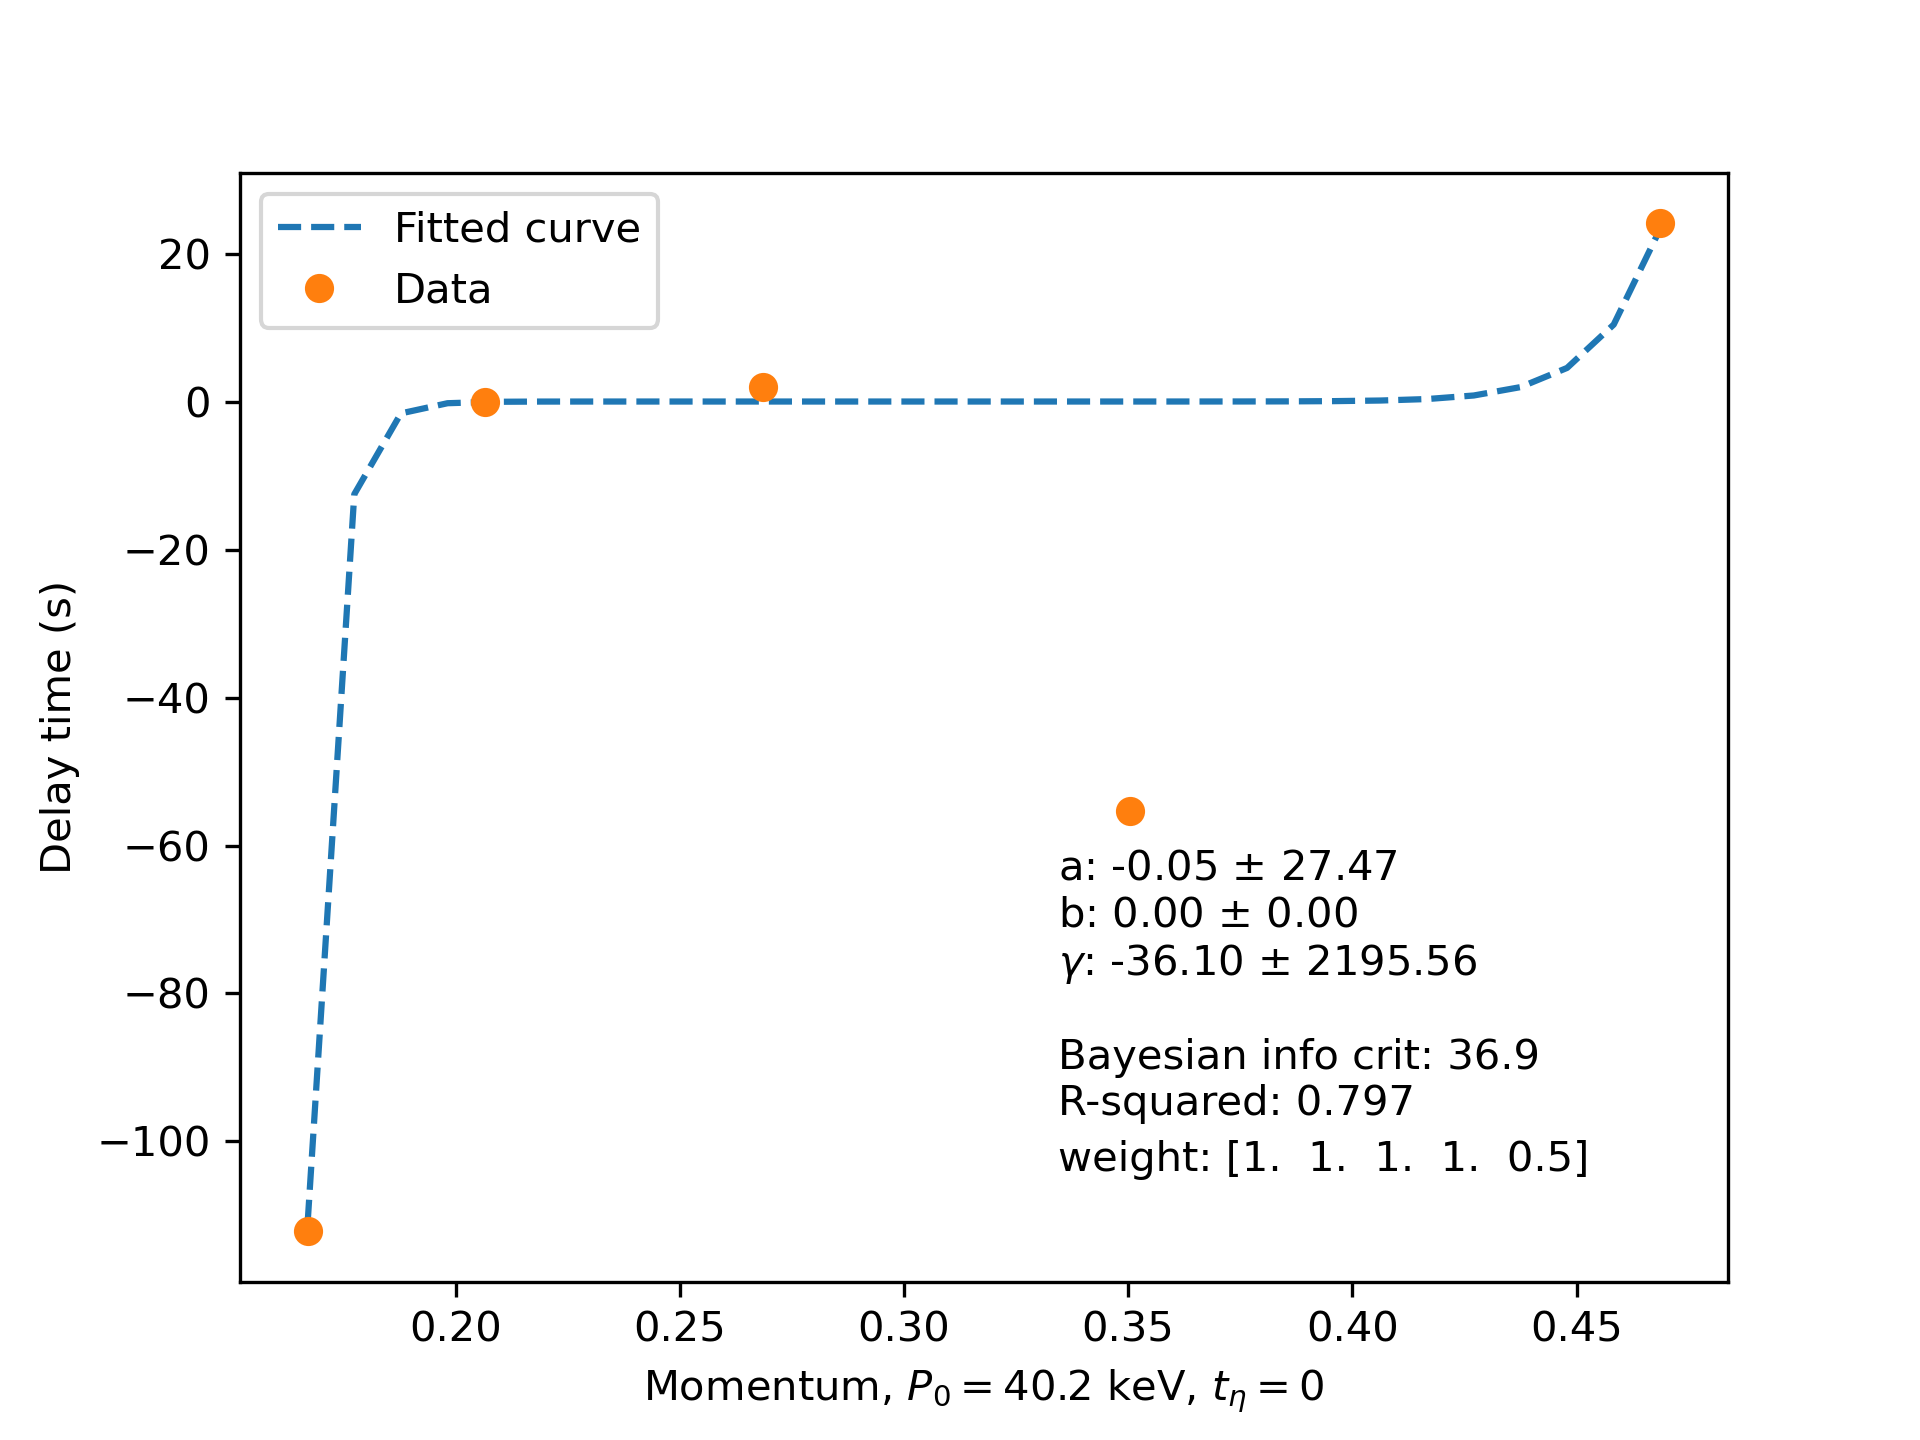 Fitted curve
Data
20
0
−20
−40
−60
−80
−100
Delay time (s)
a: -0.05 ± 27.47
b: 0.00 ± 0.00
γ: -36.10 ± 2195.56
Bayesian info crit: 36.9
R-squared: 0.797
weight: [1. 1. 1. 1. 0.5]
0.20 0.25 0.30 0.35 0.40 0.45
Momentum, P₀ = 40.2 keV, tη = 0